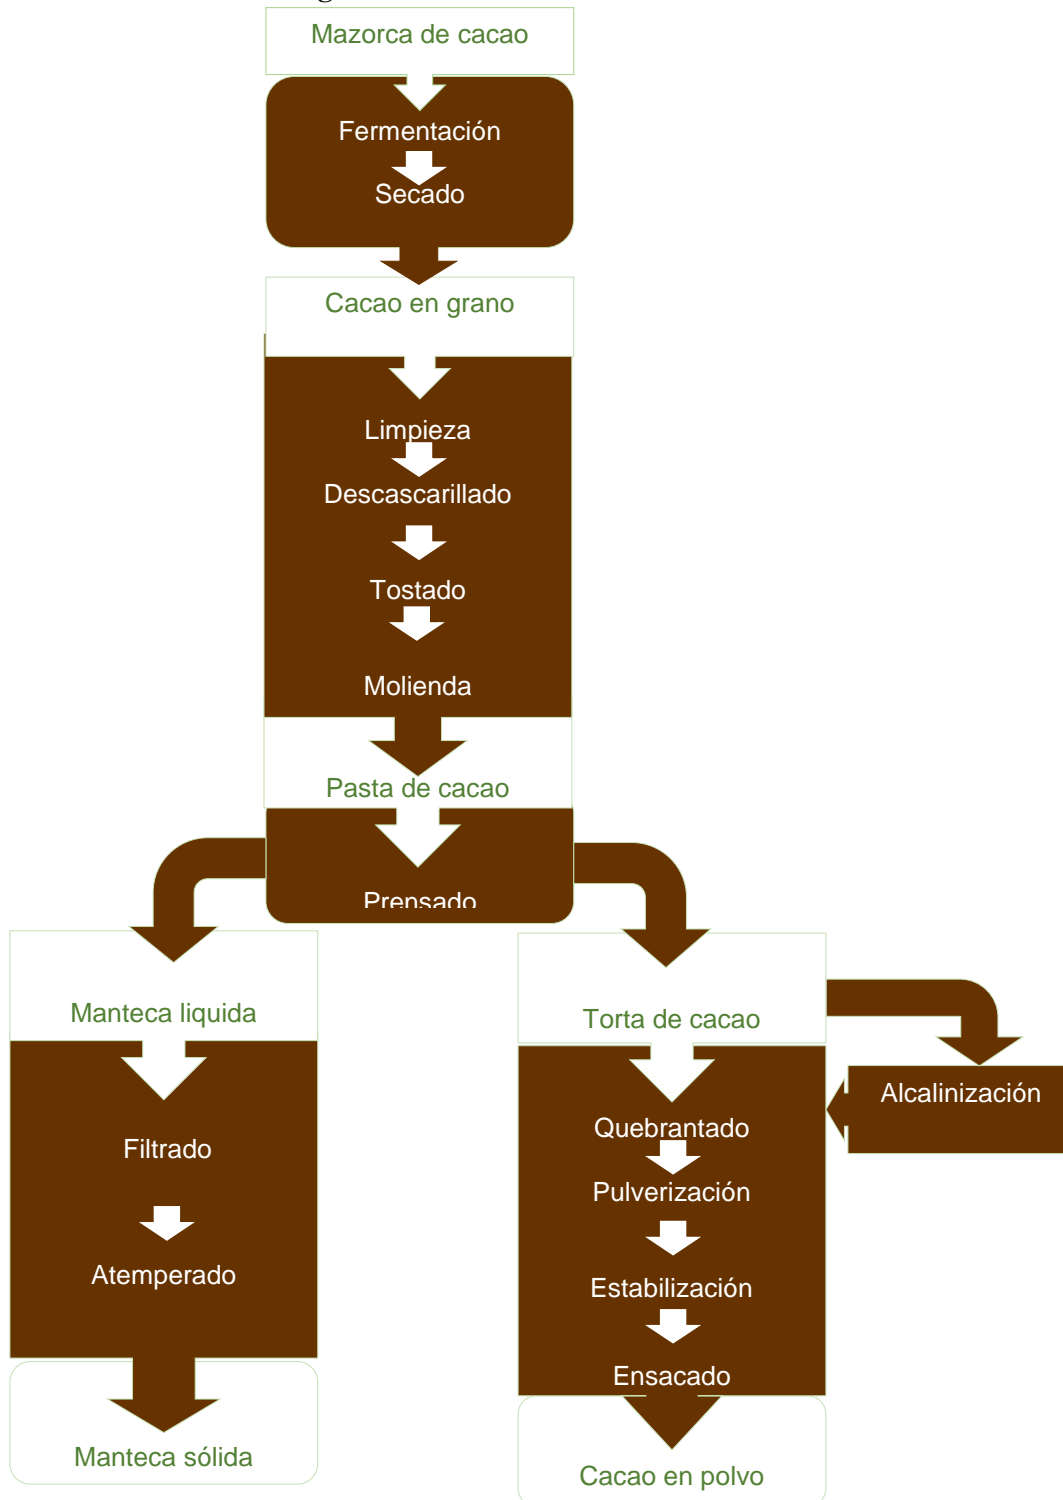 Mazorca de cacao
Fermentación
Secado
Cacao en grano
Limpieza
Descascarillado
Tostado
Molienda
Pasta de cacao
Prensado
Manteca liquida
Filtrado
Atemperado
Manteca sólida
Torta de cacao
Alcalinización
Quebrantado
Pulverización
Estabilización
Ensacado
Cacao en polvo